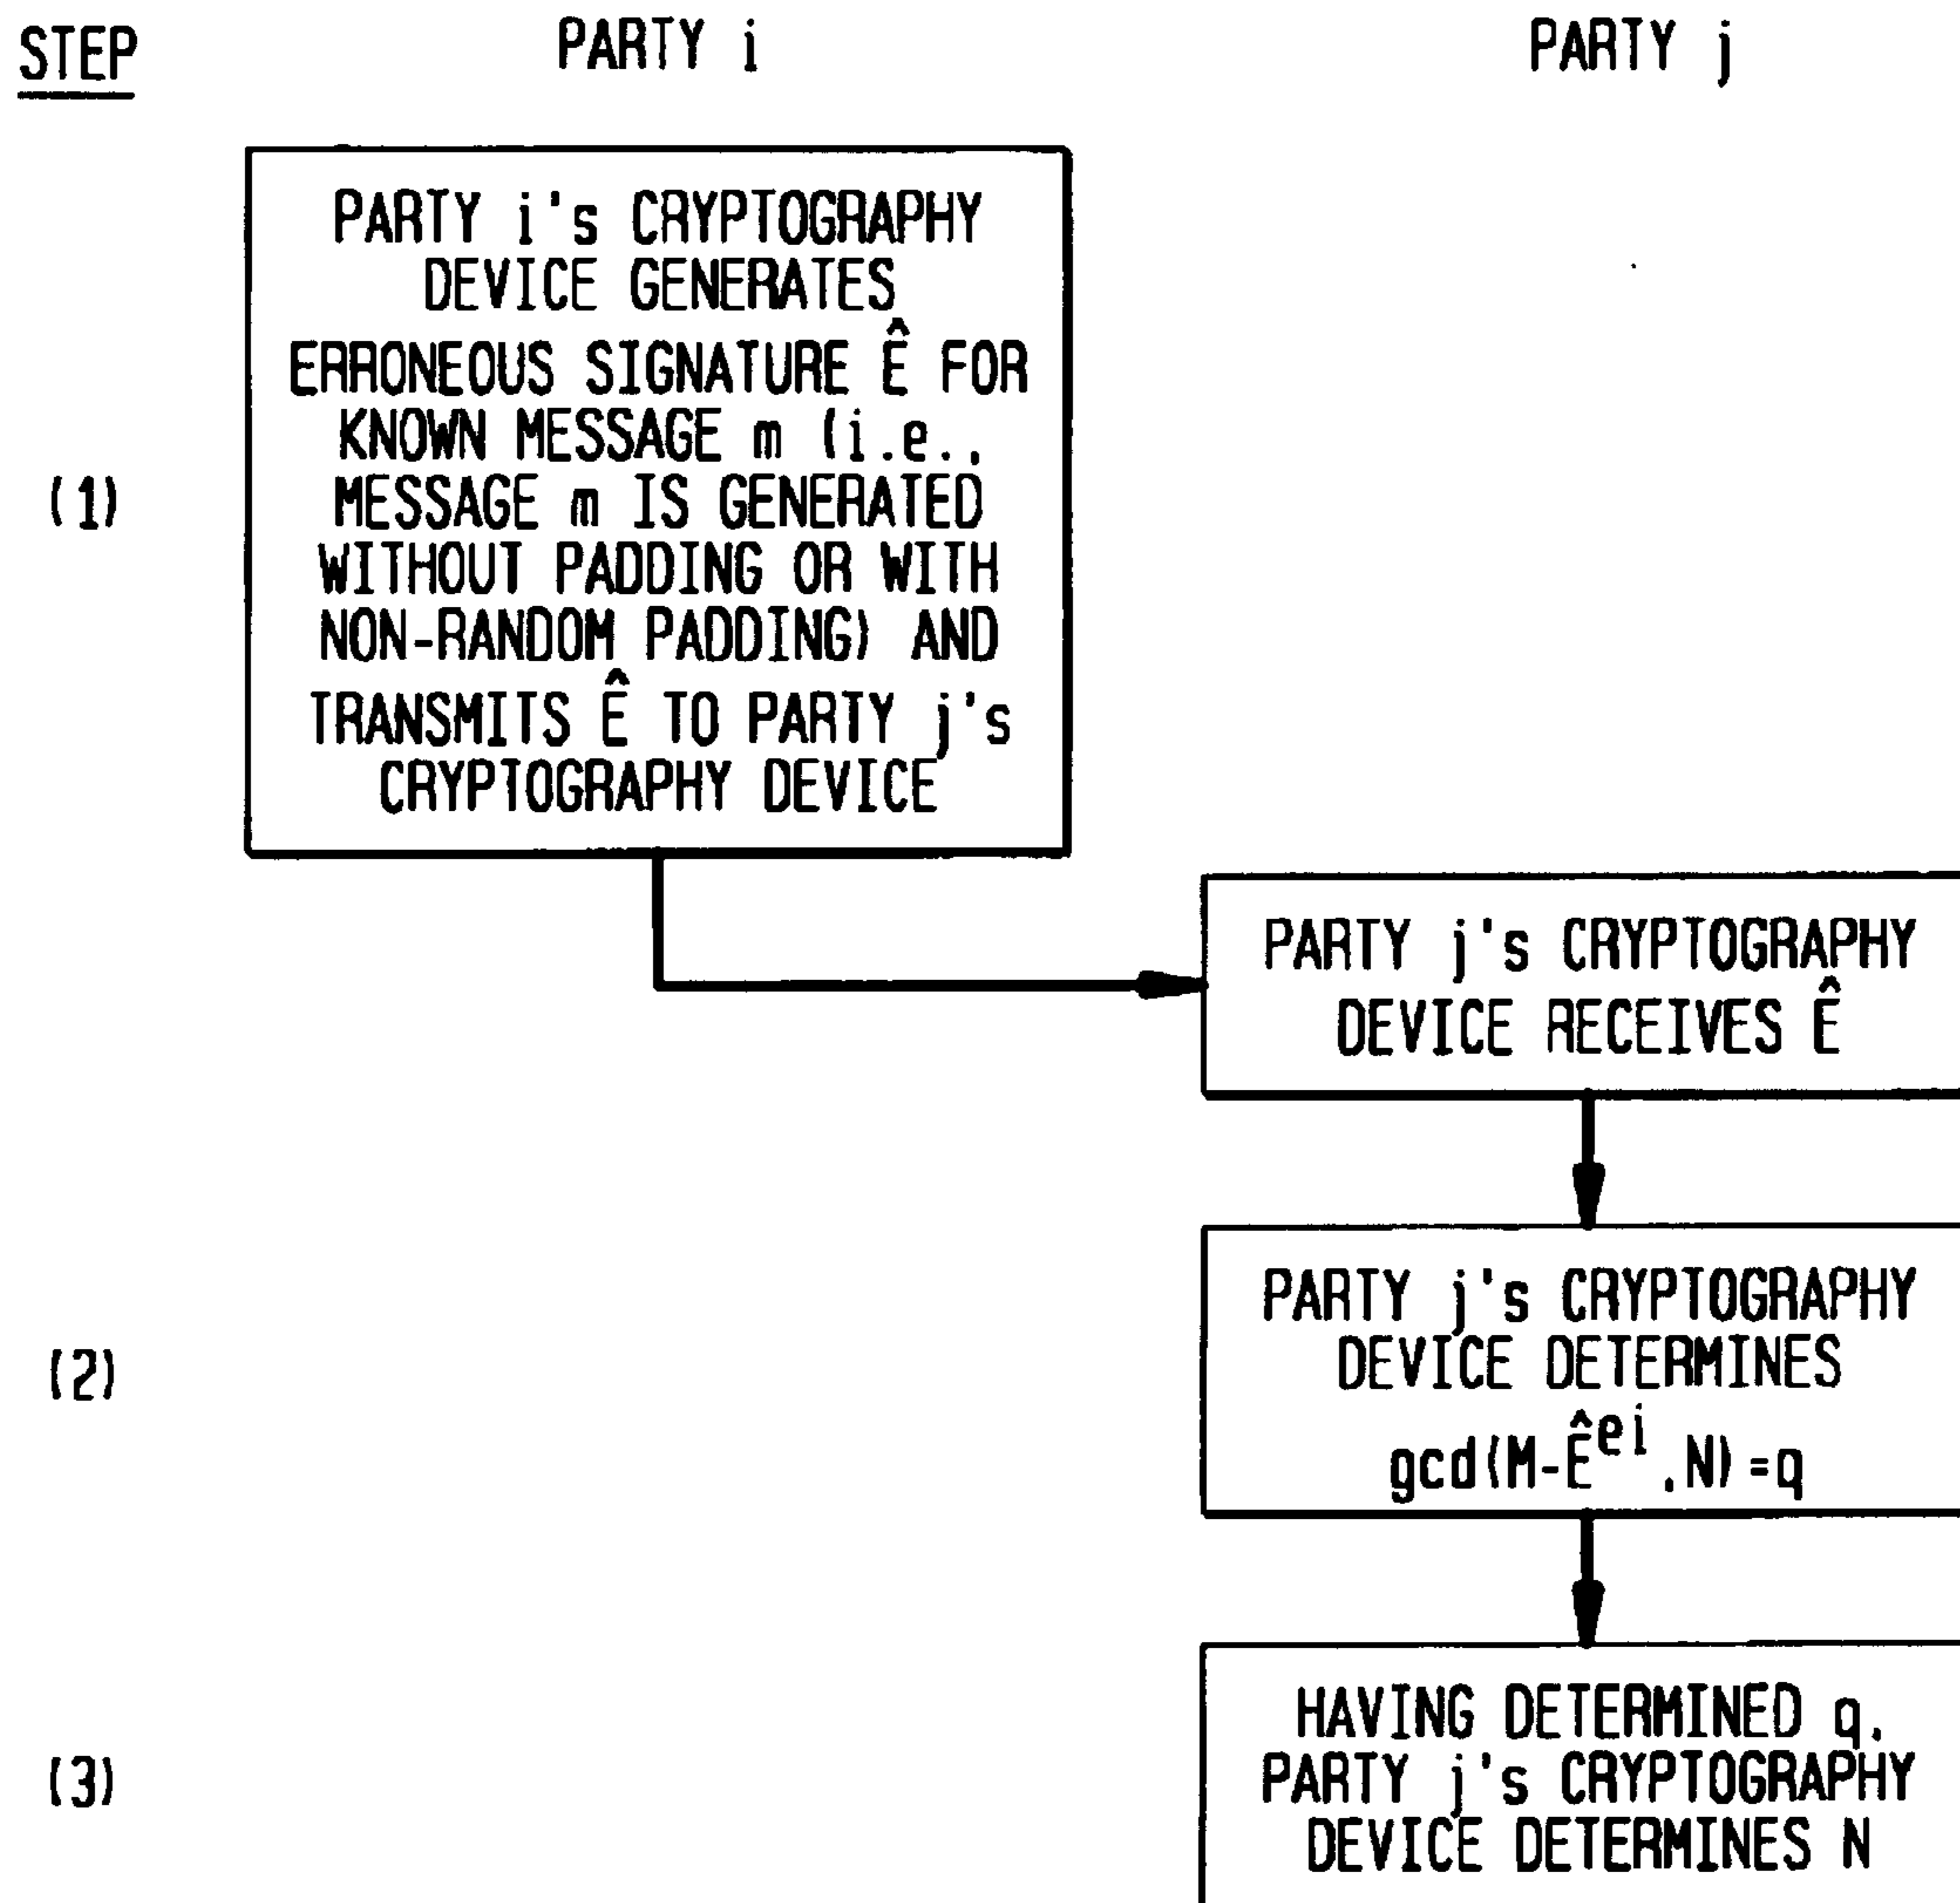 STEP
PARTY i
PARTY j
(1)
PARTY i's CRYPTOGRAPHY
DEVICE GENERATES
ERRONEOUS SIGNATURE Ê FOR
KNOWN MESSAGE m (i.e.,
MESSAGE m IS GENERATED
WITHOUT PADDING OR WITH
NON-RANDOM PADDING) AND
TRANSMITS Ê TO PARTY j's
CRYPTOGRAPHY DEVICE
PARTY j's CRYPTOGRAPHY
DEVICE RECEIVES Ê
(2)
PARTY j's CRYPTOGRAPHY
DEVICE DETERMINES
gcd(M-Ê^ei,N)=q
(3)
HAVING DETERMINED q,
PARTY j's CRYPTOGRAPHY
DEVICE DETERMINES N